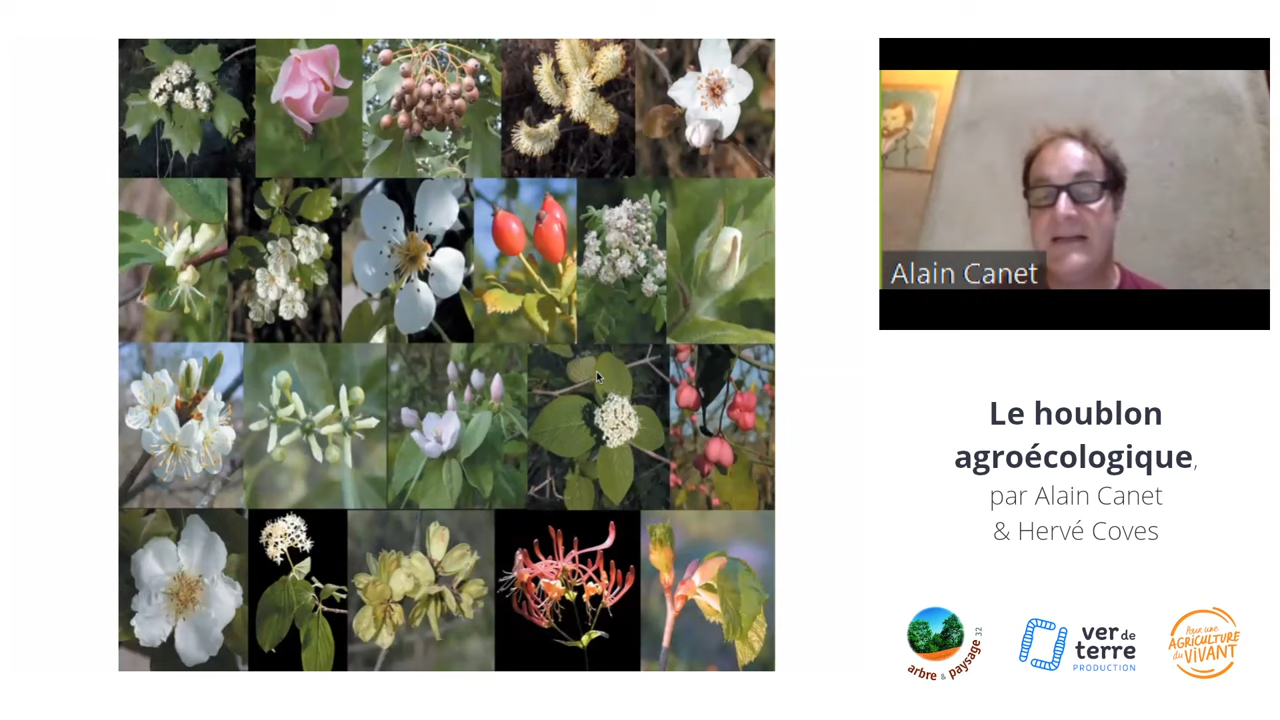 Alain Canet
Le houblon
agroécologique,
par Alain Canet
& Hervé Coves
arbre & paysage 32
ver de
terre
PRODUCTION
Pour une
AGRICULTURE
du ViVANT